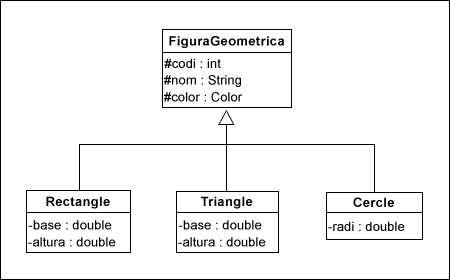 FiguraGeometrica
#codi : int
#nom : String
#color : Color
Rectangle
-base : double
-altura : double
Triangle
-base : double
-altura : double
Cercle
-radi : double